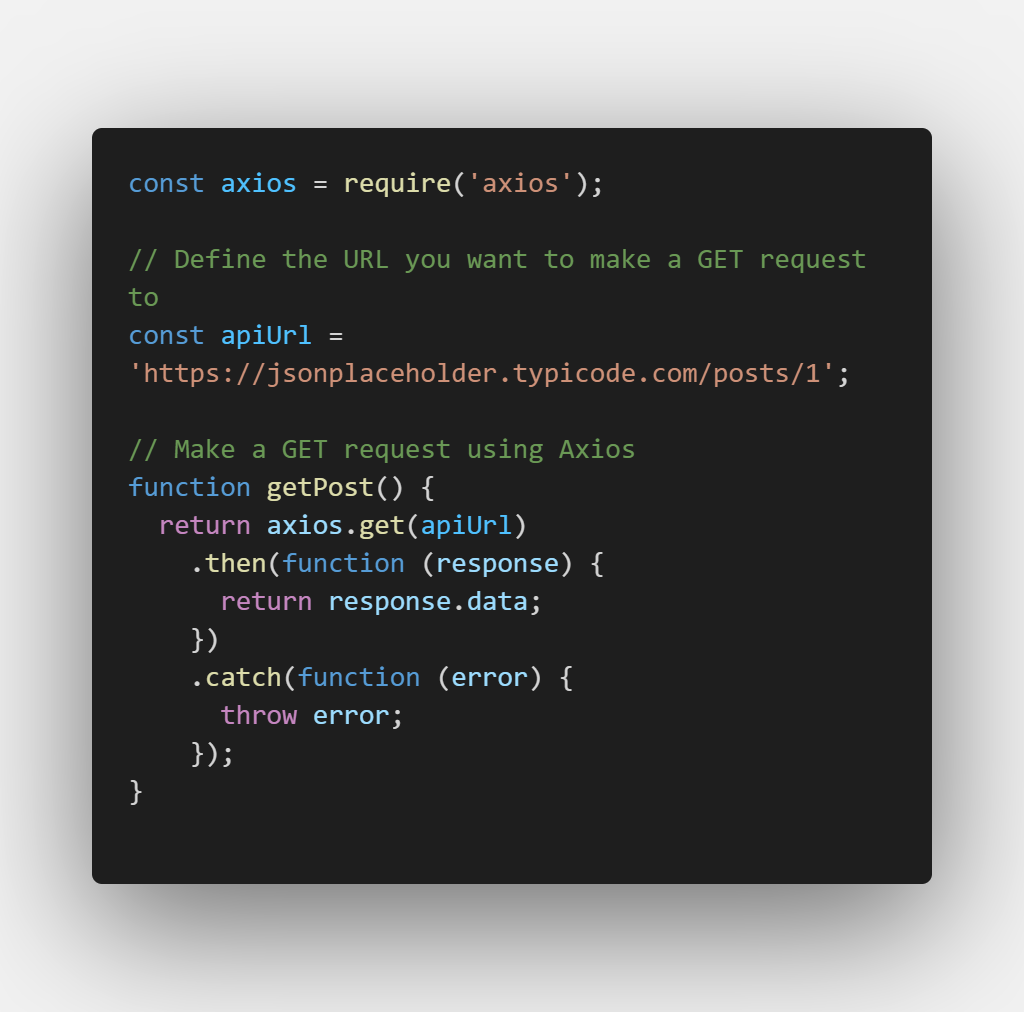 const axios = require('axios');

// Define the URL you want to make a GET request
to
const apiUrl =
'https://jsonplaceholder.typicode.com/posts/1';

// Make a GET request using Axios
function getPost() {
  return axios.get(apiUrl)
    .then(function (response) {
      return response.data;
    })
    .catch(function (error) {
      throw error;
    });
}